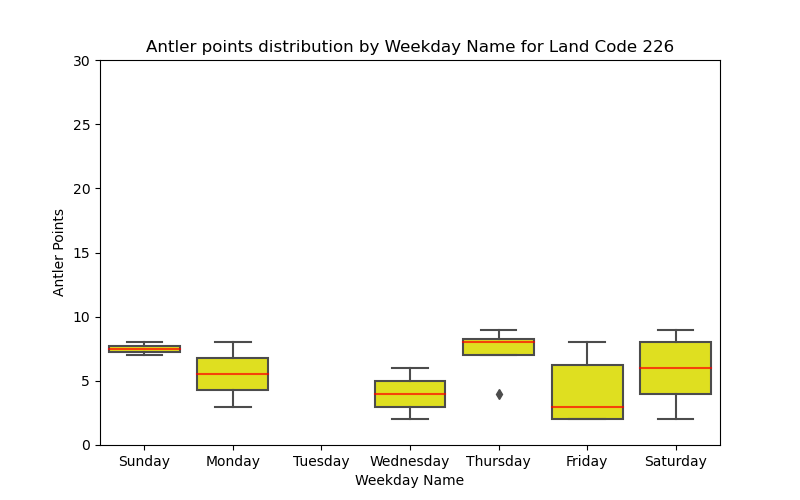 Antler points distribution by Weekday Name for Land Code 226
30
25
20
15
10
5
0
Antler Points
Sunday Monday Tuesday Wednesday Thursday Friday Saturday
Weekday Name